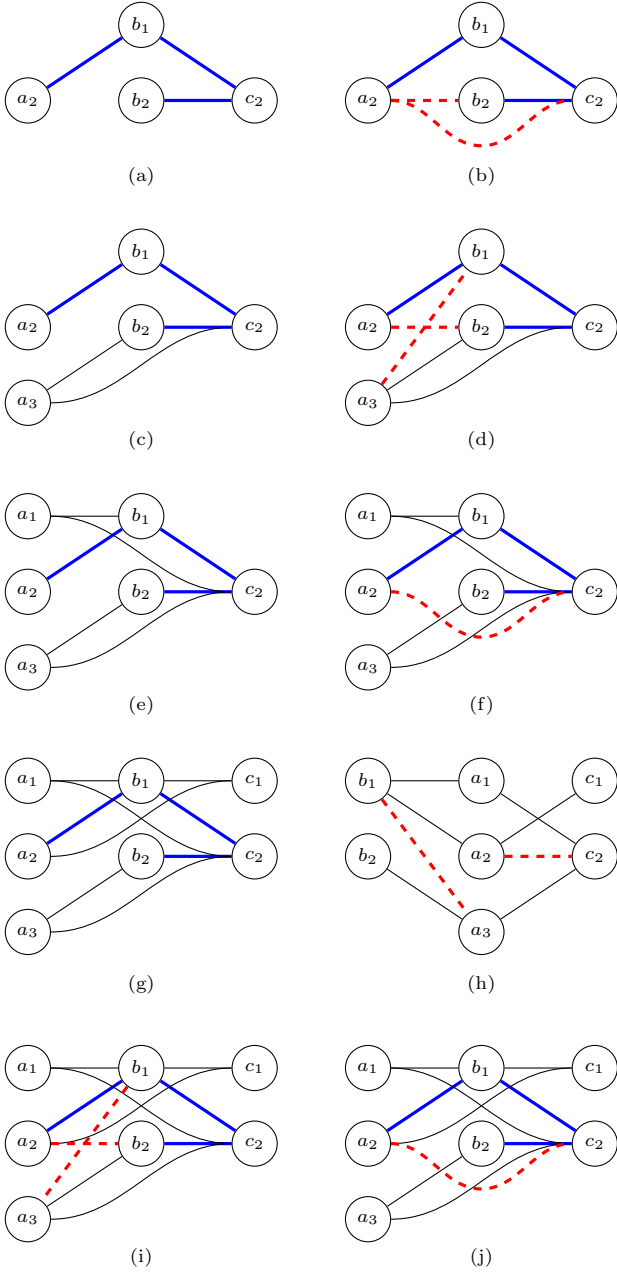 b₁ b₁
a₂ b₂ c₂ a₂ b₂ c₂
(a) (b)
b₁ b₁
a₂ b₂ c₂ a₂ b₂ c₂
a₃ a₃
(c) (d)
a₁ b₁ a₁ b₁
a₂ b₂ c₂ a₂ b₂ c₂
a₃ a₃
(e) (f)
a₁ b₁ c₁ b₁ a₁ c₁
a₂ b₂ c₂ b₂ a₂ c₂
a₃ a₃
(g) (h)
a₁ b₁ c₁ a₁ b₁ c₁
a₂ b₂ c₂ a₂ b₂ c₂
a₃ a₃
(i) (j)